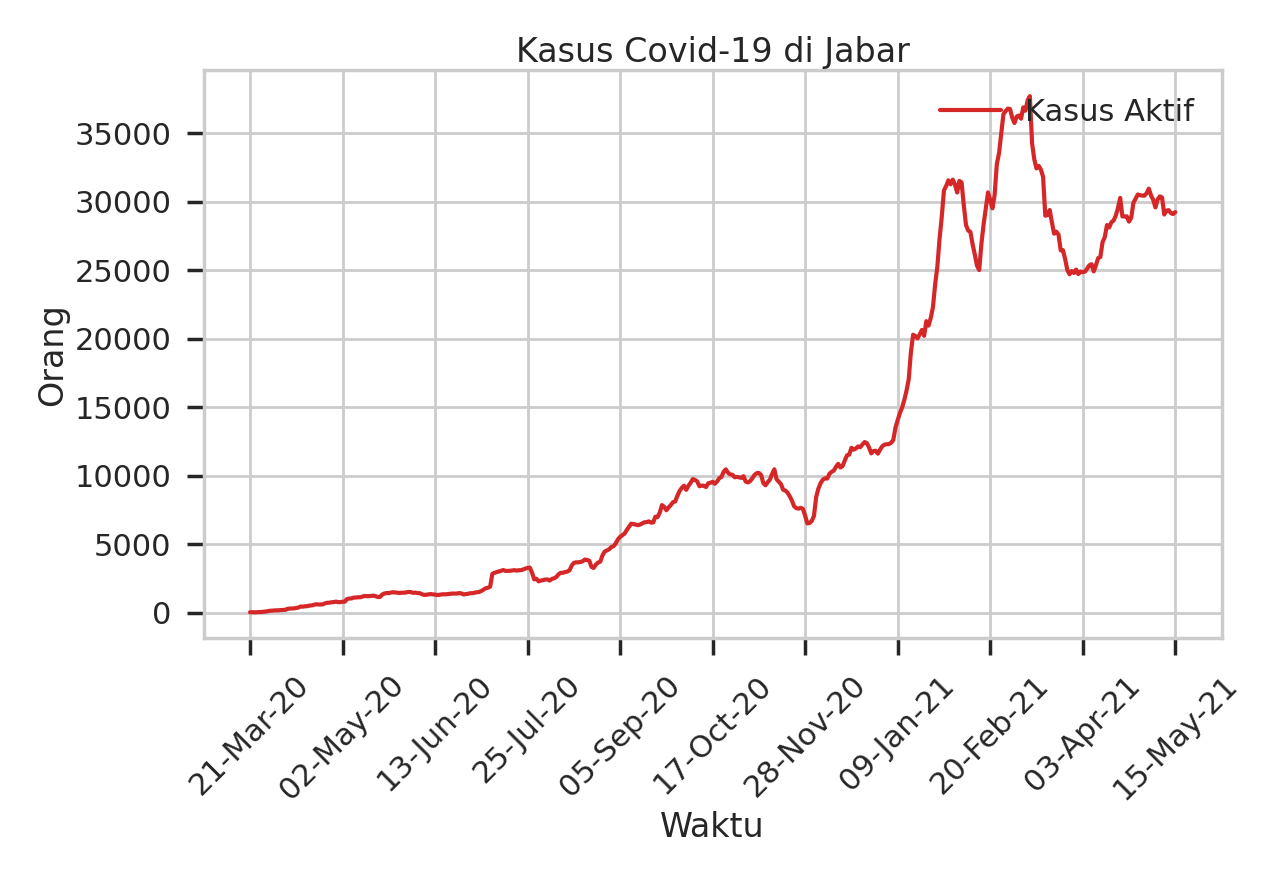 Kasus Covid-19 di Jabar
Kasus Aktif
Orang
35000
30000
25000
20000
15000
10000
5000
0
21-Mar-20
02-May-20
13-Jun-20
25-Jul-20
05-Sep-20
17-Oct-20
28-Nov-20
09-Jan-21
20-Feb-21
03-Apr-21
15-May-21
Waktu